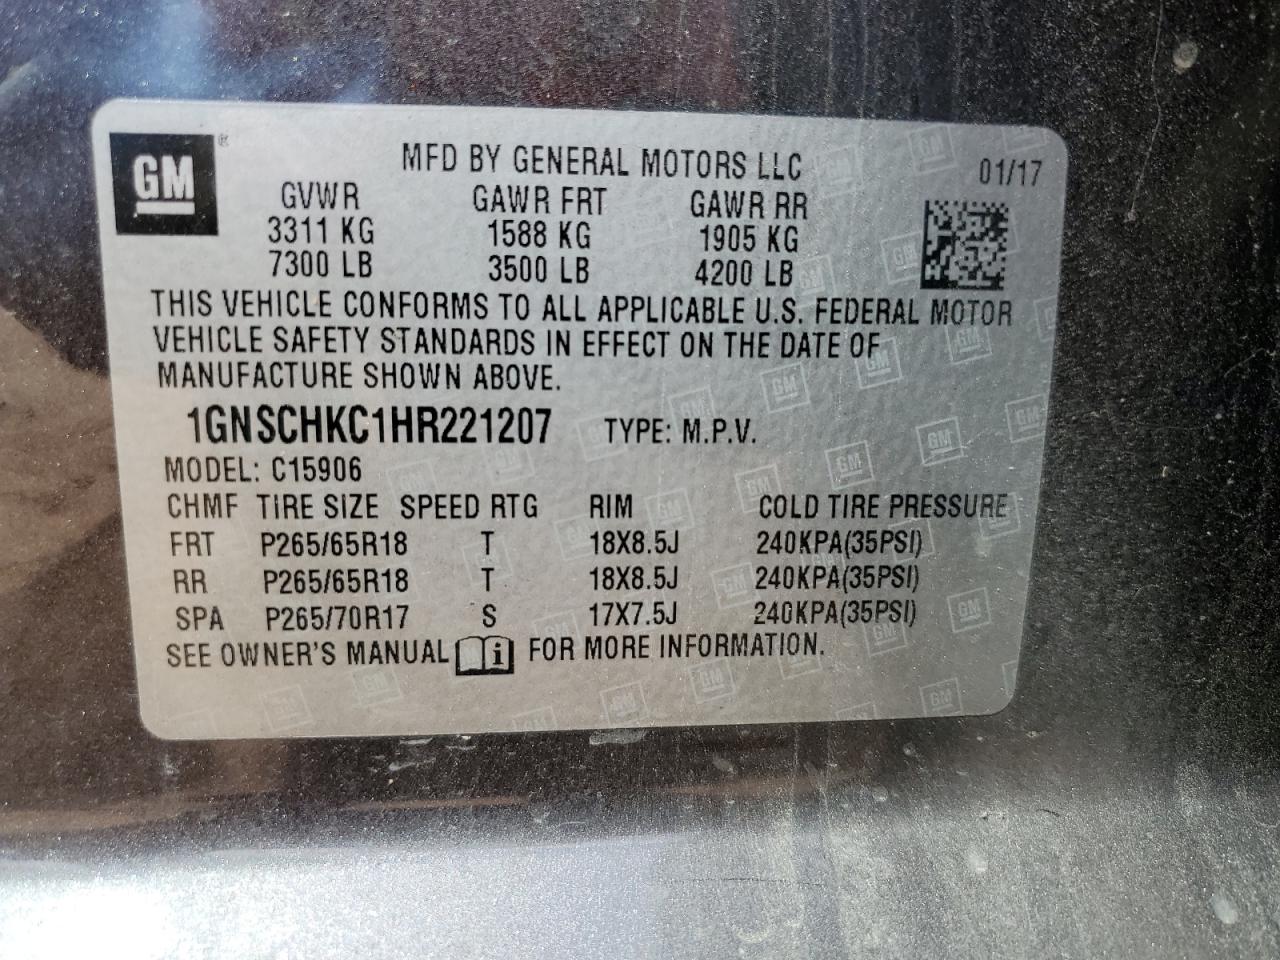 GM ®
MFD BY GENERAL MOTORS LLC 01/17
GVWR GAWR FRT GAWR RR
3311 KG 1588 KG 1905 KG
7300 LB 3500 LB 4200 LB
THIS VEHICLE CONFORMS TO ALL APPLICABLE U.S. FEDERAL MOTOR
VEHICLE SAFETY STANDARDS IN EFFECT ON THE DATE OF
MANUFACTURE SHOWN ABOVE.
1GNSCHKC1HR221207 TYPE: M.P.V.
MODEL: C15906
CHMF TIRE SIZE SPEED RTG RIM COLD TIRE PRESSURE
FRT P265/65R18 T 18X8.5J 240KPA(35PSI)
RR P265/65R18 T 18X8.5J 240KPA(35PSI)
SPA P265/70R17 S 17X7.5J 240KPA(35PSI)
SEE OWNER'S MANUAL i FOR MORE INFORMATION.